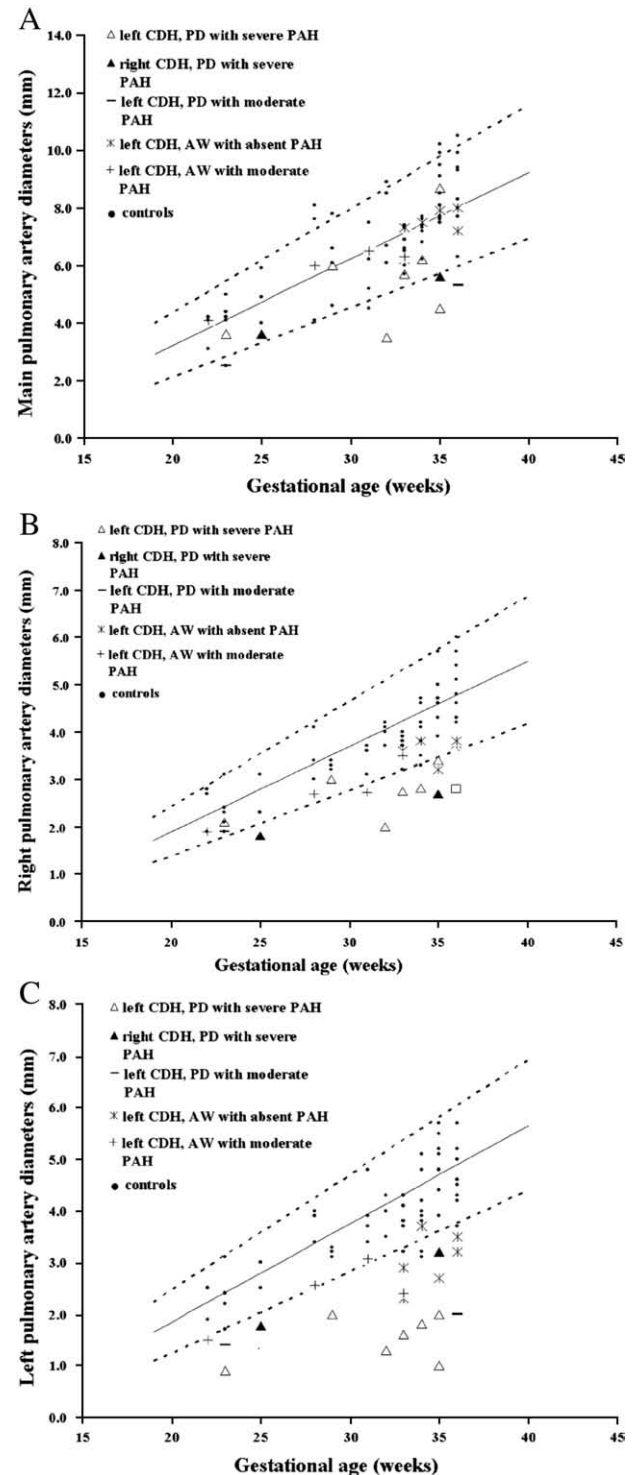 A
14.0
12.0
10.0
8.0
6.0
4.0
2.0
0.0
Main pulmonary artery diameters (mm)
left CDH, PD with severe PAH
right CDH, PD with severe
PAH
left CDH, PD with moderate
PAH
left CDH, AW with absent PAH
left CDH, AW with moderate
PAH
controls
15 20 25 30 35 40 45
Gestational age (weeks)
B
8.0
7.0
6.0
5.0
4.0
3.0
2.0
1.0
0.0
Right pulmonary artery diameters (mm)
left CDH, PD with severe PAH
right CDH, PD with severe
PAH
left CDH, PD with moderate
PAH
left CDH, AW with absent PAH
left CDH, AW with moderate
PAH
controls
15 20 25 30 35 40 45
Gestational age (weeks)
C
8.0
7.0
6.0
5.0
4.0
3.0
2.0
1.0
0.0
Left pulmonary artery diameters (mm)
left CDH, PD with severe PAH
right CDH, PD with severe
PAH
left CDH, PD with moderate
PAH
left CDH, AW with absent PAH
left CDH, AW with moderate
PAH
controls
15 20 25 30 35 40 45
Gestational age (weeks)